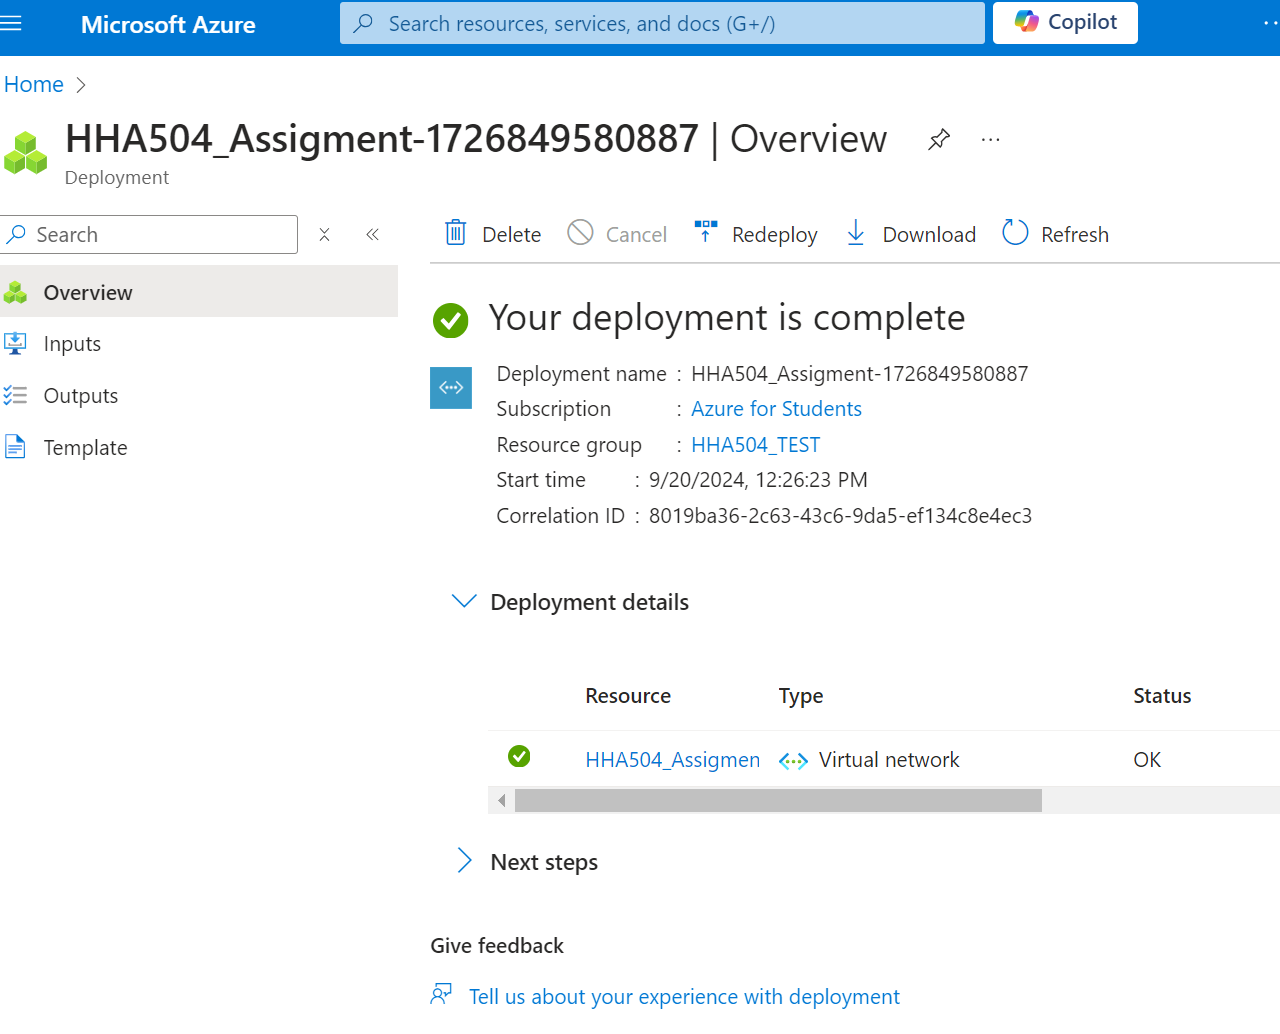 Microsoft Azure
Search resources, services, and docs (G+/)
Copilot
Home
HHA504_Assigment-1726849580887 | Overview
Deployment
Search
Delete
Cancel
Redeploy
Download
Refresh
Overview
Inputs
Outputs
Template
Your deployment is complete
Deployment name : HHA504_Assigment-1726849580887
Subscription : Azure for Students
Resource group : HHA504_TEST
Start time : 9/20/2024, 12:26:23 PM
Correlation ID : 8019ba36-2c63-43c6-9da5-ef134c8e4ec3
Deployment details
Resource Type Status
HHA504_Assigmen Virtual network OK
Next steps
Give feedback
Tell us about your experience with deployment